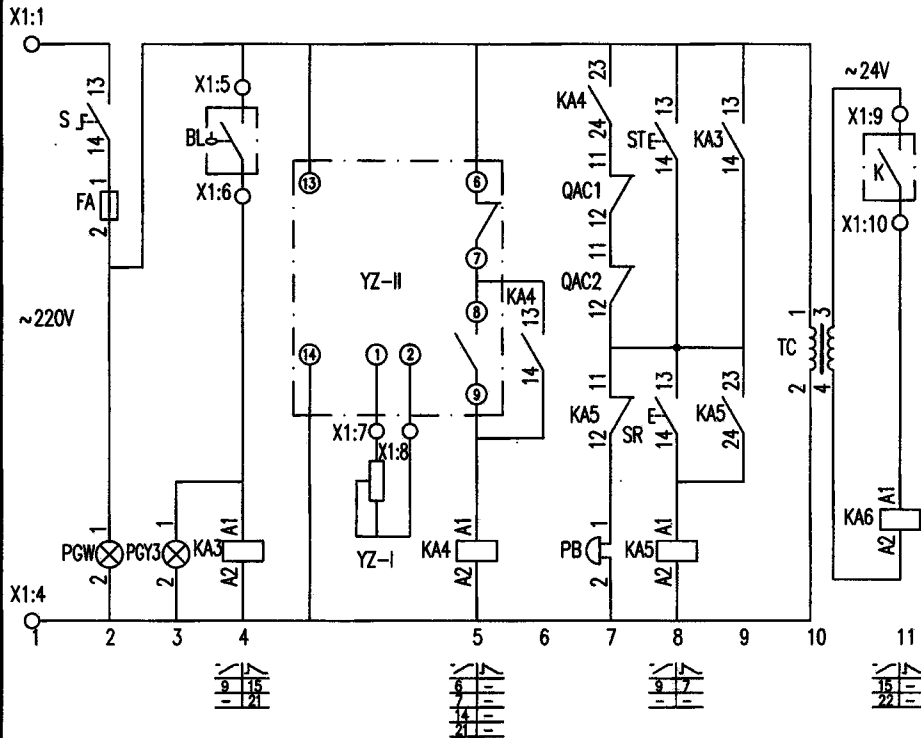 X1:1
S
13
14
FA
1
2
~220V
X1:4
PGW
1
2
PGY3
1
2
X1:5
BL
X1:6
KA3
A1
A2
13
14
YZ-II
1
2
X1:7
X1:8
YZ-I
6
7
8
9
KA4
13
14
KA4
A1
A2
KA4
23
24
QAC1
11
12
QAC2
11
12
KA5
11
12
PB
1
2
STE
13
14
SR
E
13
14
KA5
A1
A2
KA3
13
14
KA5
23
24
TC
1
2
3
4
~24V
X1:9
K
X1:10
KA6
A1
A2
1 2 3 4 5 6 7 8 9 10 11
9 15
- 21
6 -
7 -
14 -
21 -
9 7
- -
15 -
22 -